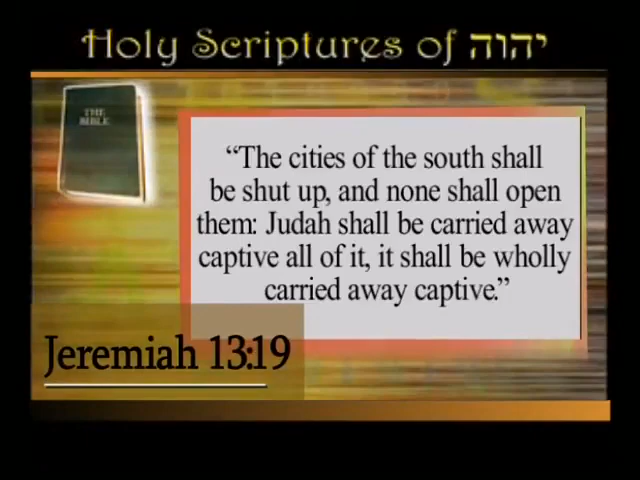 Holy Scriptures of יהוה
THE
BIBLE
“The cities of the south shall
be shut up, and none shall open
them: Judah shall be carried away
captive all of it, it shall be wholly
carried away captive.”
Jeremiah 13:19